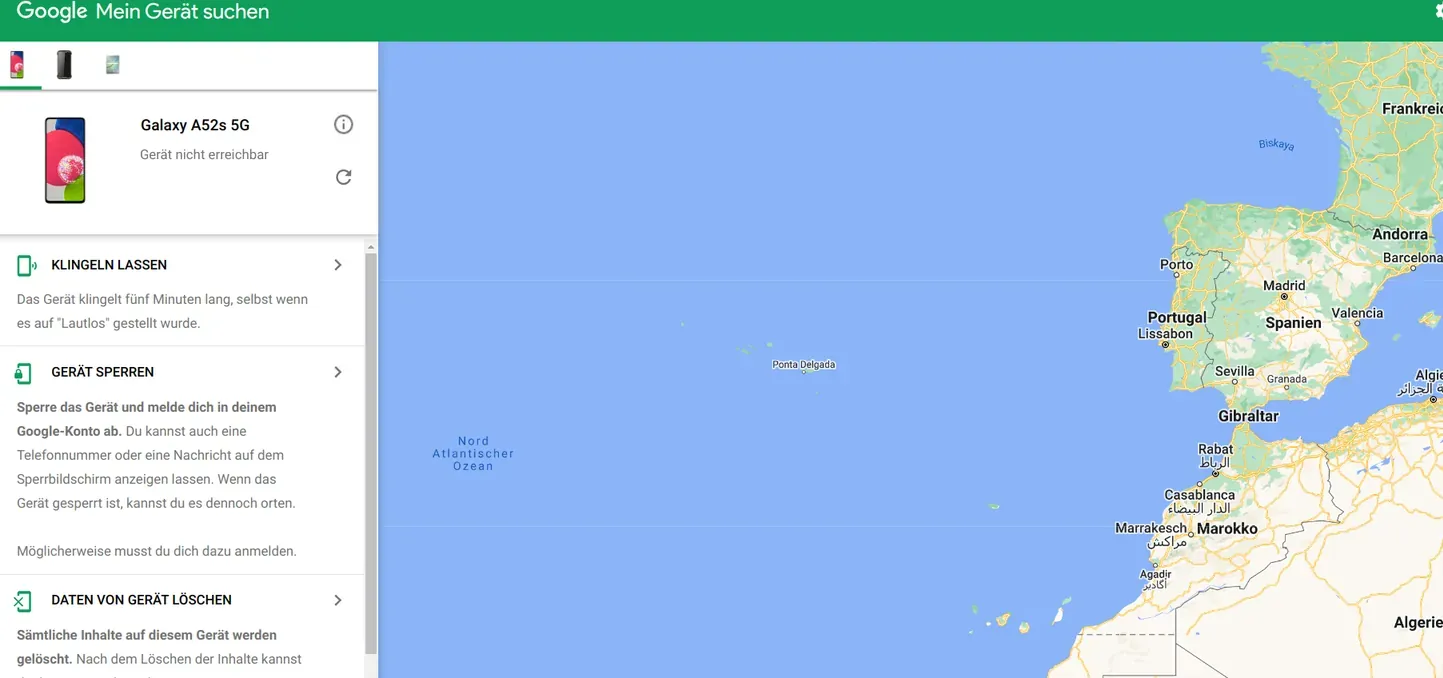 Google Mein Gerät suchen
Galaxy A52s 5G
Gerät nicht erreichbar
KLINGELN LASSEN
Das Gerät klingelt fünf Minuten lang, selbst wenn
es auf "Lautlos" gestellt wurde.
GERÄT SPERREN
Sperre das Gerät und melde dich in deinem
Google-Konto ab. Du kannst auch eine
Telefonnummer oder eine Nachricht auf dem
Sperrbildschirm anzeigen lassen. Wenn das
Gerät gesperrt ist, kannst du es dennoch orten.
Möglicherweise musst du dich dazu anmelden.
DATEN VON GERÄT LÖSCHEN
Sämtliche Inhalte auf diesem Gerät werden
gelöscht. Nach dem Löschen der Inhalte kannst
Frankreic
Biskaya
Andorra
Barcelona
Porto
Madrid
Valencia
Portugal
Spanien
Lissabon
Ponta Delgada
Sevilla
Granada
Algie
ة الجزائر
Gibraltar
Nord
Atlantischer
Ozean
Rabat
الرباط
Casablanca
الدار البيضاء
Marrakesch
مراكش
Marokko
Agadir
أكادير
Algerie